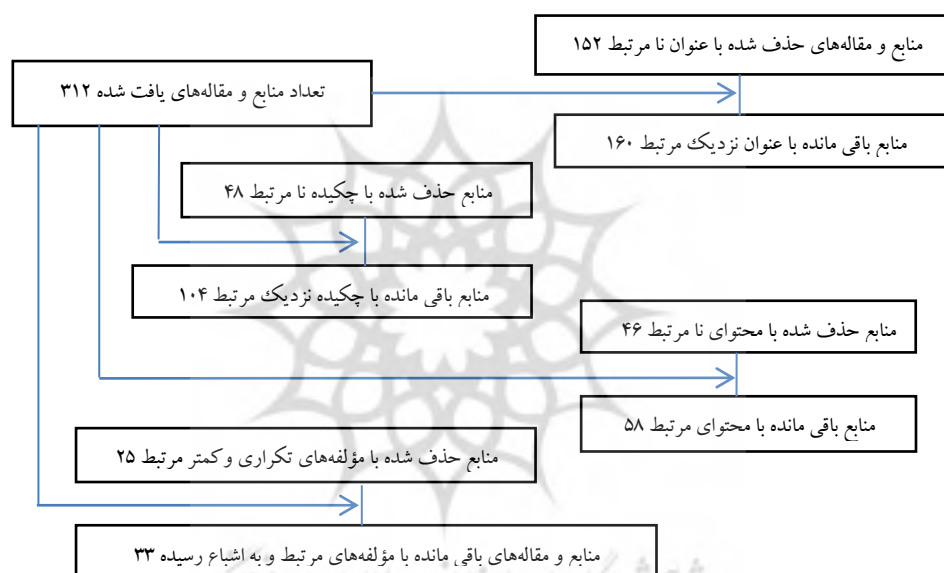 منابع و مقاله‌های حذف شده با عنوان نا مرتبط ۱۵۲
تعداد منابع و مقاله‌های یافت شده ۳۱۲
منابع باقی مانده با عنوان نزدیک مرتبط ۱۶۰
منابع حذف شده با چکیده نا مرتبط ۴۸
منابع باقی مانده با چکیده نزدیک مرتبط ۱۰۴
منابع حذف شده با محتوای نا مرتبط ۴۶
منابع باقی مانده با محتوای مرتبط ۵۸
منابع حذف شده با مؤلفه‌های تکراری و کمتر مرتبط ۲۵
منابع و مقاله‌های باقی مانده با مؤلفه‌های مرتبط و به اشباع رسیده ۳۳